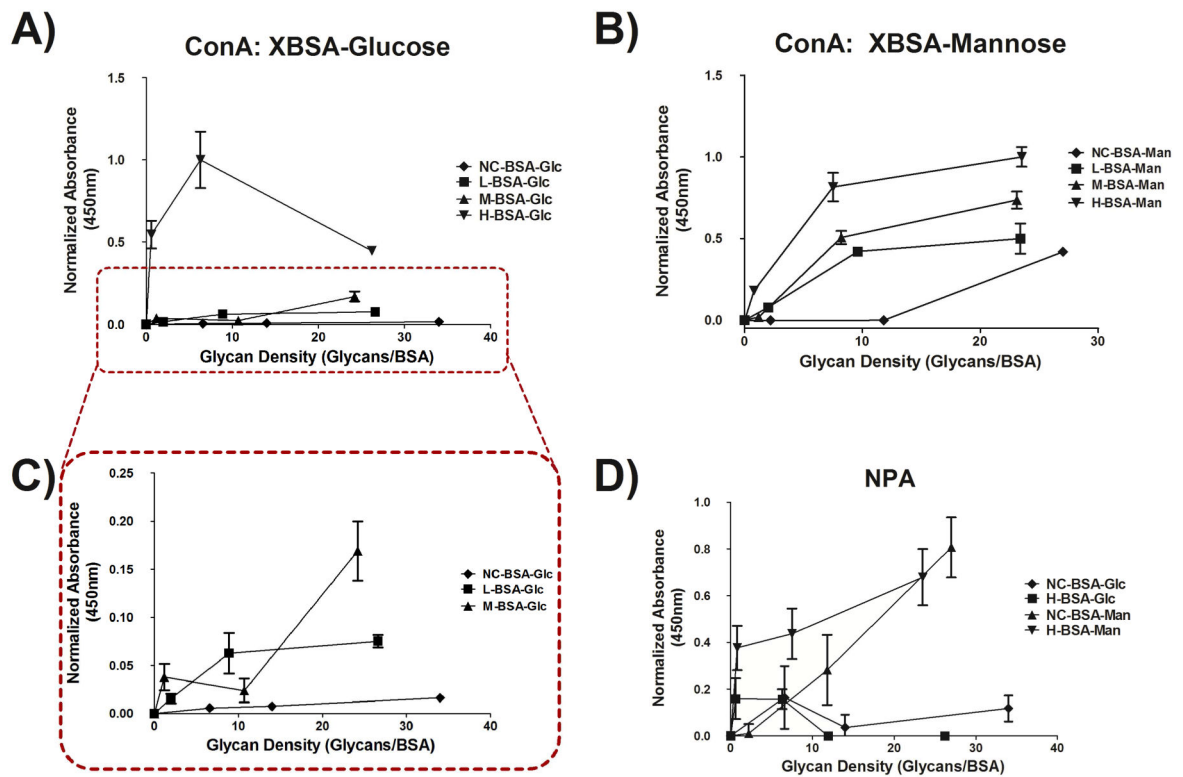 A)
ConA: XBSA-Glucose
Normalized Absorbance
(450nm)
1.5
1.0
0.5
0.0
0
10
20
30
40
Glycan Density (Glycans/BSA)
NC-BSA-Glc
L-BSA-Glc
M-BSA-Glc
H-BSA-Glc
B)
ConA: XBSA-Mannose
Normalized Absorbance
(450nm)
1.5
1.0
0.5
0.0
0
10
20
30
Glycan Density (Glycans/BSA)
NC-BSA-Man
L-BSA-Man
M-BSA-Man
H-BSA-Man
C)
Normalized Absorbance
(450nm)
0.25
0.20
0.15
0.10
0.05
0.00
0
10
20
30
40
Glycan Density (Glycans/BSA)
NC-BSA-Glc
L-BSA-Glc
M-BSA-Glc
D)
NPA
Normalized Absorbance
(450nm)
1.0
0.8
0.6
0.4
0.2
0.0
0
10
20
30
40
Glycan Density (Glycans/BSA)
NC-BSA-Glc
H-BSA-Glc
NC-BSA-Man
H-BSA-Man